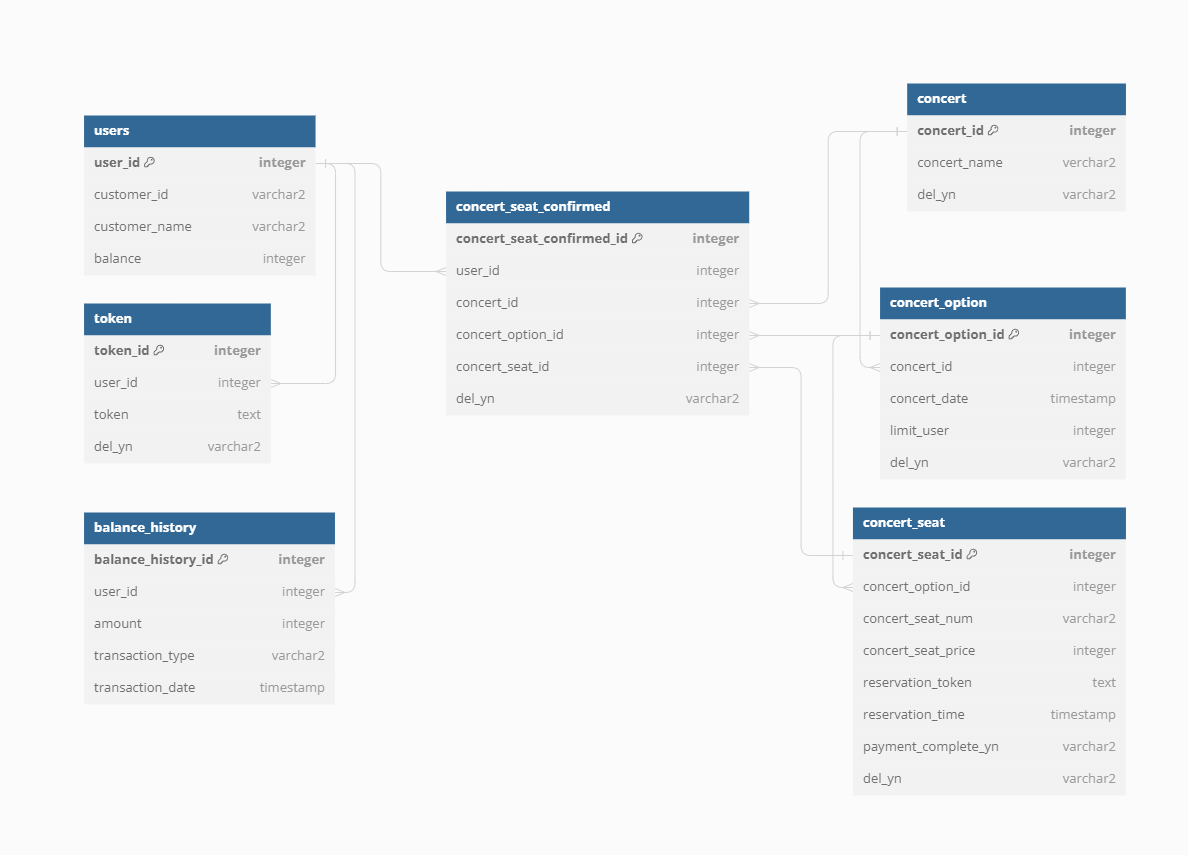 users
user_id integer
customer_id varchar2
customer_name varchar2
balance integer
token
token_id integer
user_id integer
token text
del_yn varchar2
balance_history
balance_history_id integer
user_id integer
amount integer
transaction_type varchar2
transaction_date timestamp
concert_seat_confirmed
concert_seat_confirmed_id integer
user_id integer
concert_id integer
concert_option_id integer
concert_seat_id integer
del_yn varchar2
concert
concert_id integer
concert_name verchar2
del_yn varchar2
concert_option
concert_option_id integer
concert_id integer
concert_date timestamp
limit_user integer
del_yn varchar2
concert_seat
concert_seat_id integer
concert_option_id integer
concert_seat_num varchar2
concert_seat_price integer
reservation_token text
reservation_time timestamp
payment_complete_yn varchar2
del_yn varchar2